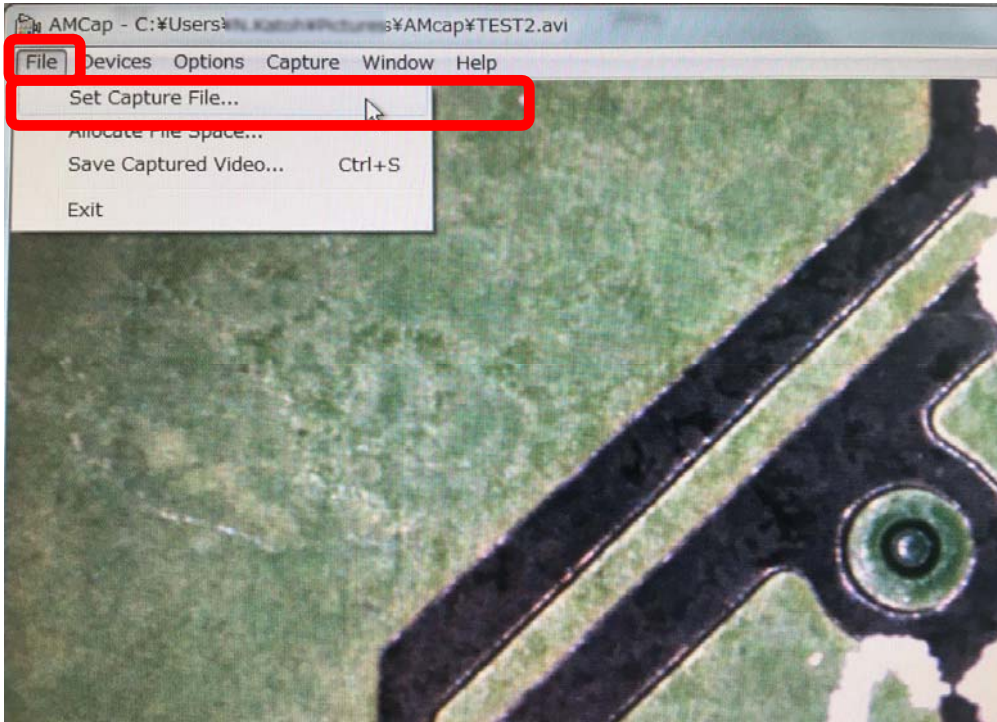 AMCap - C:¥Users¥ s¥AMcap¥TEST2.avi
File Devices Options Capture Window Help
Set Capture File...
Allocate File Space...
Save Captured Video... Ctrl+S
Exit